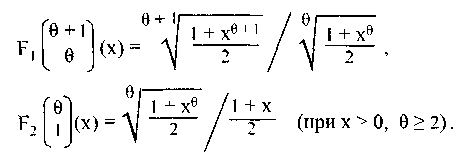 F₁(θ + 1 / θ)(x) = ᶿ⁺¹√((1 + x^(θ+1))/2) / ᶿ√((1 + x^θ)/2) ,
F₂(θ / 1)(x) = ᶿ√((1 + x^θ)/2) / (1 + x)/2 (при x > 0, θ ≥ 2).